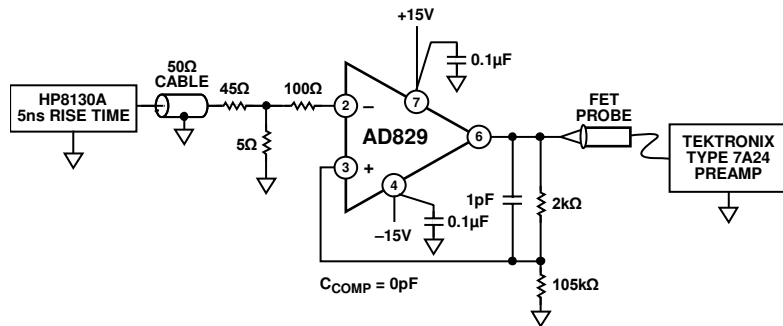 +15V
50Ω
CABLE
0.1µF
45Ω
100Ω
HP8130A
5ns RISE TIME
2
–
7
FET
PROBE
AD829
6
5Ω
3
+
4
TEKTRONIX
TYPE 7A24
PREAMP
1pF
2kΩ
0.1µF
–15V
C_COMP = 0pF
105kΩ